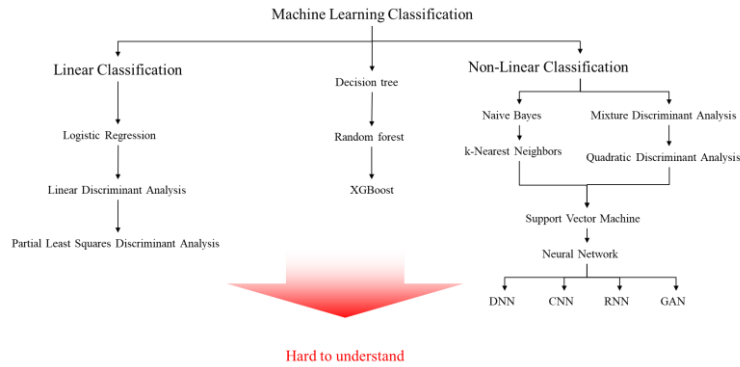 Machine Learning Classification
Linear Classification
Logistic Regression
Linear Discriminant Analysis
Partial Least Squares Discriminant Analysis
Decision tree
Random forest
XGBoost
Non-Linear Classification
Naive Bayes
Mixture Discriminant Analysis
k-Nearest Neighbors
Quadratic Discriminant Analysis
Support Vector Machine
Neural Network
DNN
CNN
RNN
GAN
Hard to understand